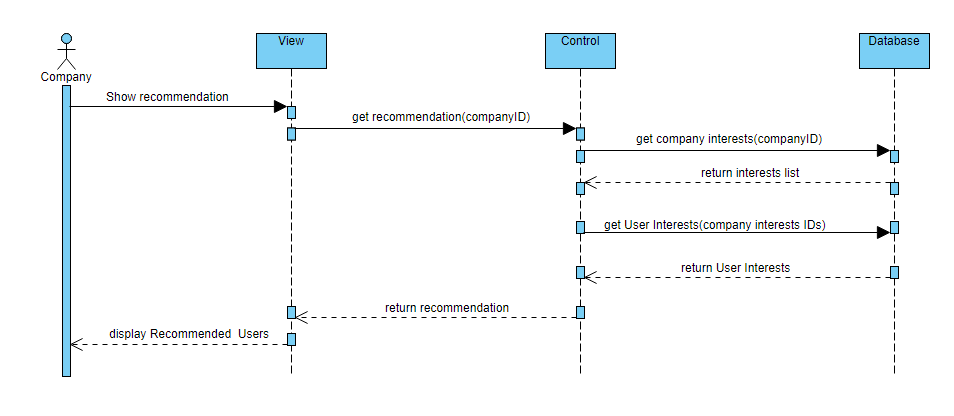 View
Control
Database
Company
Show recommendation
get recommendation(companyID)
get company interests(companyID)
return interests list
get User Interests(company interests IDs)
return User Interests
return recommendation
display Recommended  Users